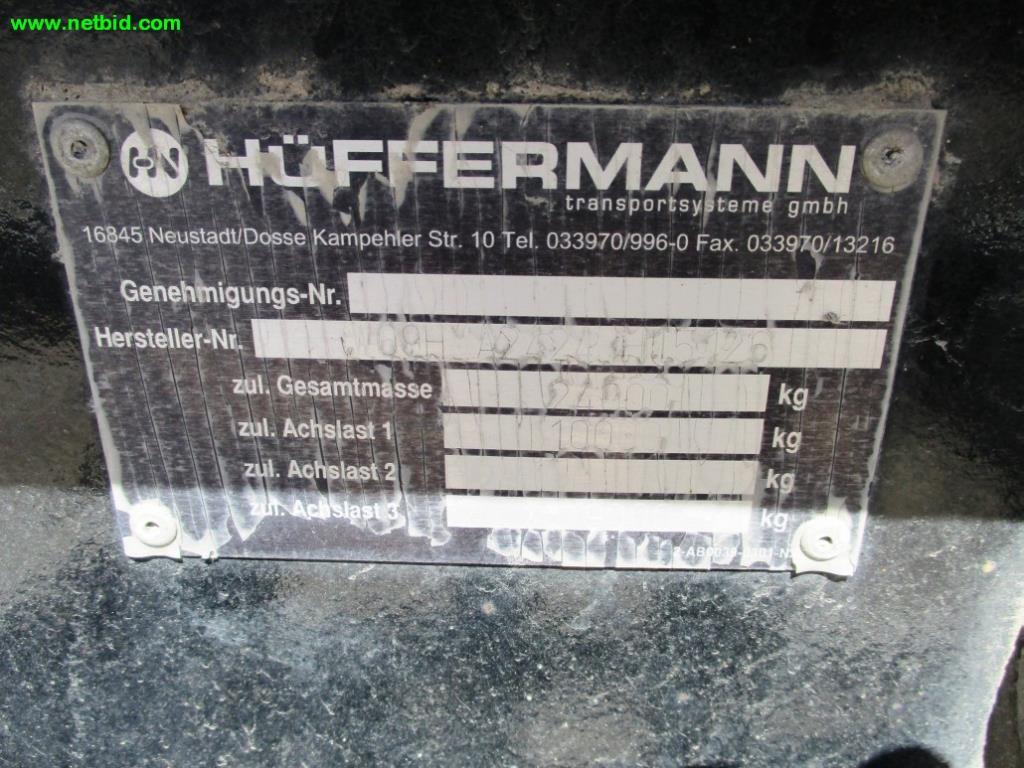 www.netbid.com
HN HÜFFERMANN
transportsysteme gmbh
16845 Neustadt/Dosse Kampehler Str. 10 Tel. 033970/996-0 Fax. 033970/13216
Genehmigungs-Nr.
Hersteller-Nr.
zul. Gesamtmasse kg
zul. Achslast 1 kg
zul. Achslast 2 kg
zul. Achslast 3 kg